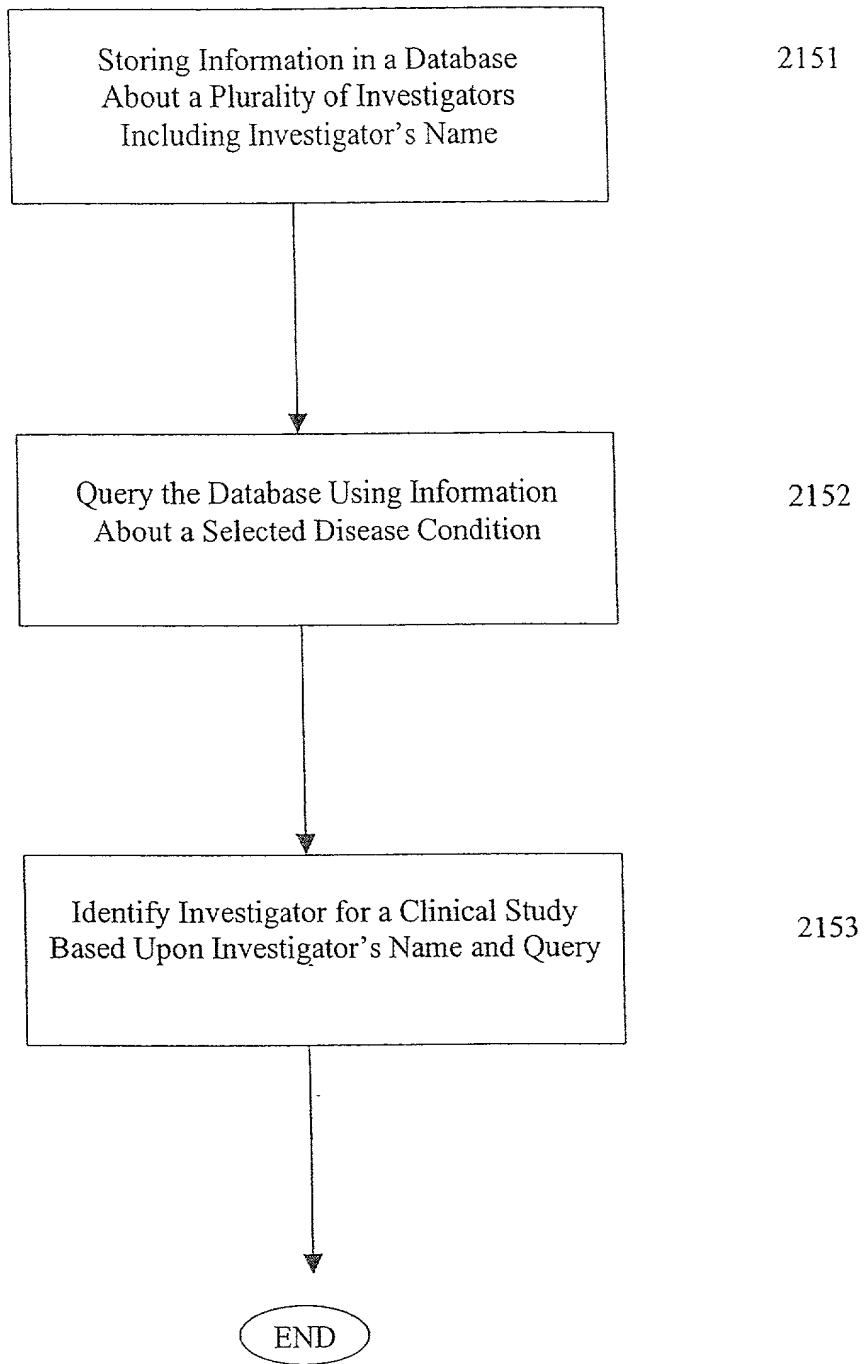 Storing Information in a Database
About a Plurality of Investigators
Including Investigator's Name
2151
Query the Database Using Information
About a Selected Disease Condition
2152
Identify Investigator for a Clinical Study
Based Upon Investigator's Name and Query
2153
END